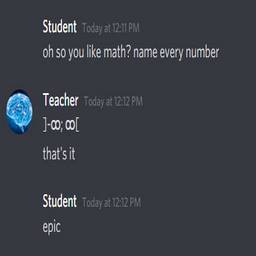 Student Today at 12:11 PM
oh so you like math? name every number
Teacher Today at 12:12 PM
]-ꝏ; ꝏ[
that's it
Student Today at 12:12 PM
epic